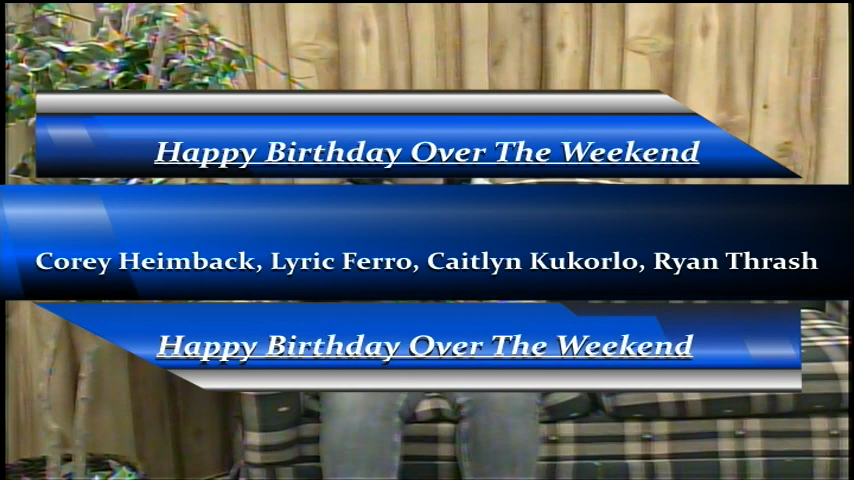 Happy Birthday Over The Weekend
Corey Heimback, Lyric Ferro, Caitlyn Kukorlo, Ryan Thrash
Happy Birthday Over The Weekend